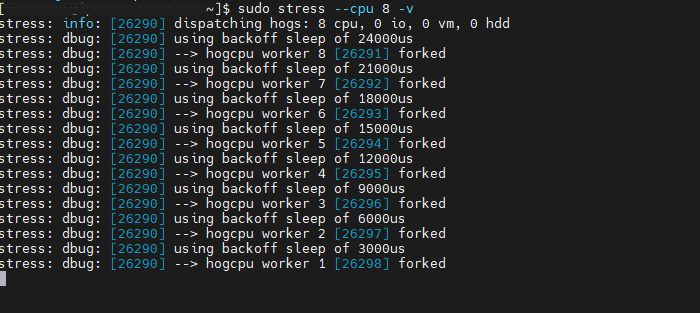 [ ~]$ sudo stress --cpu 8 -v
stress: info: [26290] dispatching hogs: 8 cpu, 0 io, 0 vm, 0 hdd
stress: dbug: [26290] using backoff sleep of 24000us
stress: dbug: [26290] --> hogcpu worker 8 [26291] forked
stress: dbug: [26290] using backoff sleep of 21000us
stress: dbug: [26290] --> hogcpu worker 7 [26292] forked
stress: dbug: [26290] using backoff sleep of 18000us
stress: dbug: [26290] --> hogcpu worker 6 [26293] forked
stress: dbug: [26290] using backoff sleep of 15000us
stress: dbug: [26290] --> hogcpu worker 5 [26294] forked
stress: dbug: [26290] using backoff sleep of 12000us
stress: dbug: [26290] --> hogcpu worker 4 [26295] forked
stress: dbug: [26290] using backoff sleep of 9000us
stress: dbug: [26290] --> hogcpu worker 3 [26296] forked
stress: dbug: [26290] using backoff sleep of 6000us
stress: dbug: [26290] --> hogcpu worker 2 [26297] forked
stress: dbug: [26290] using backoff sleep of 3000us
stress: dbug: [26290] --> hogcpu worker 1 [26298] forked